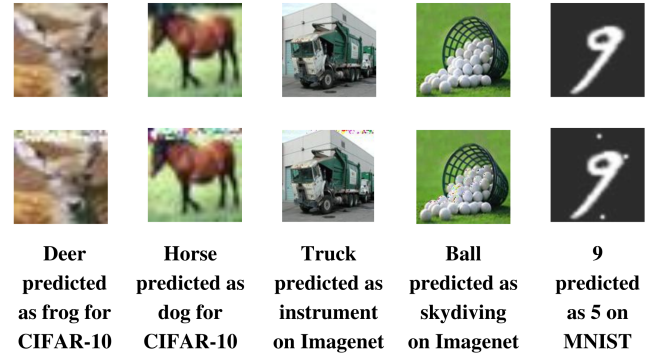 Deer
predicted
as frog for
CIFAR-10
Horse
predicted as
dog for
CIFAR-10
Truck
predicted as
instrument
on Imagenet
Ball
predicted as
skydiving
on Imagenet
9
predicted
as 5 on
MNIST